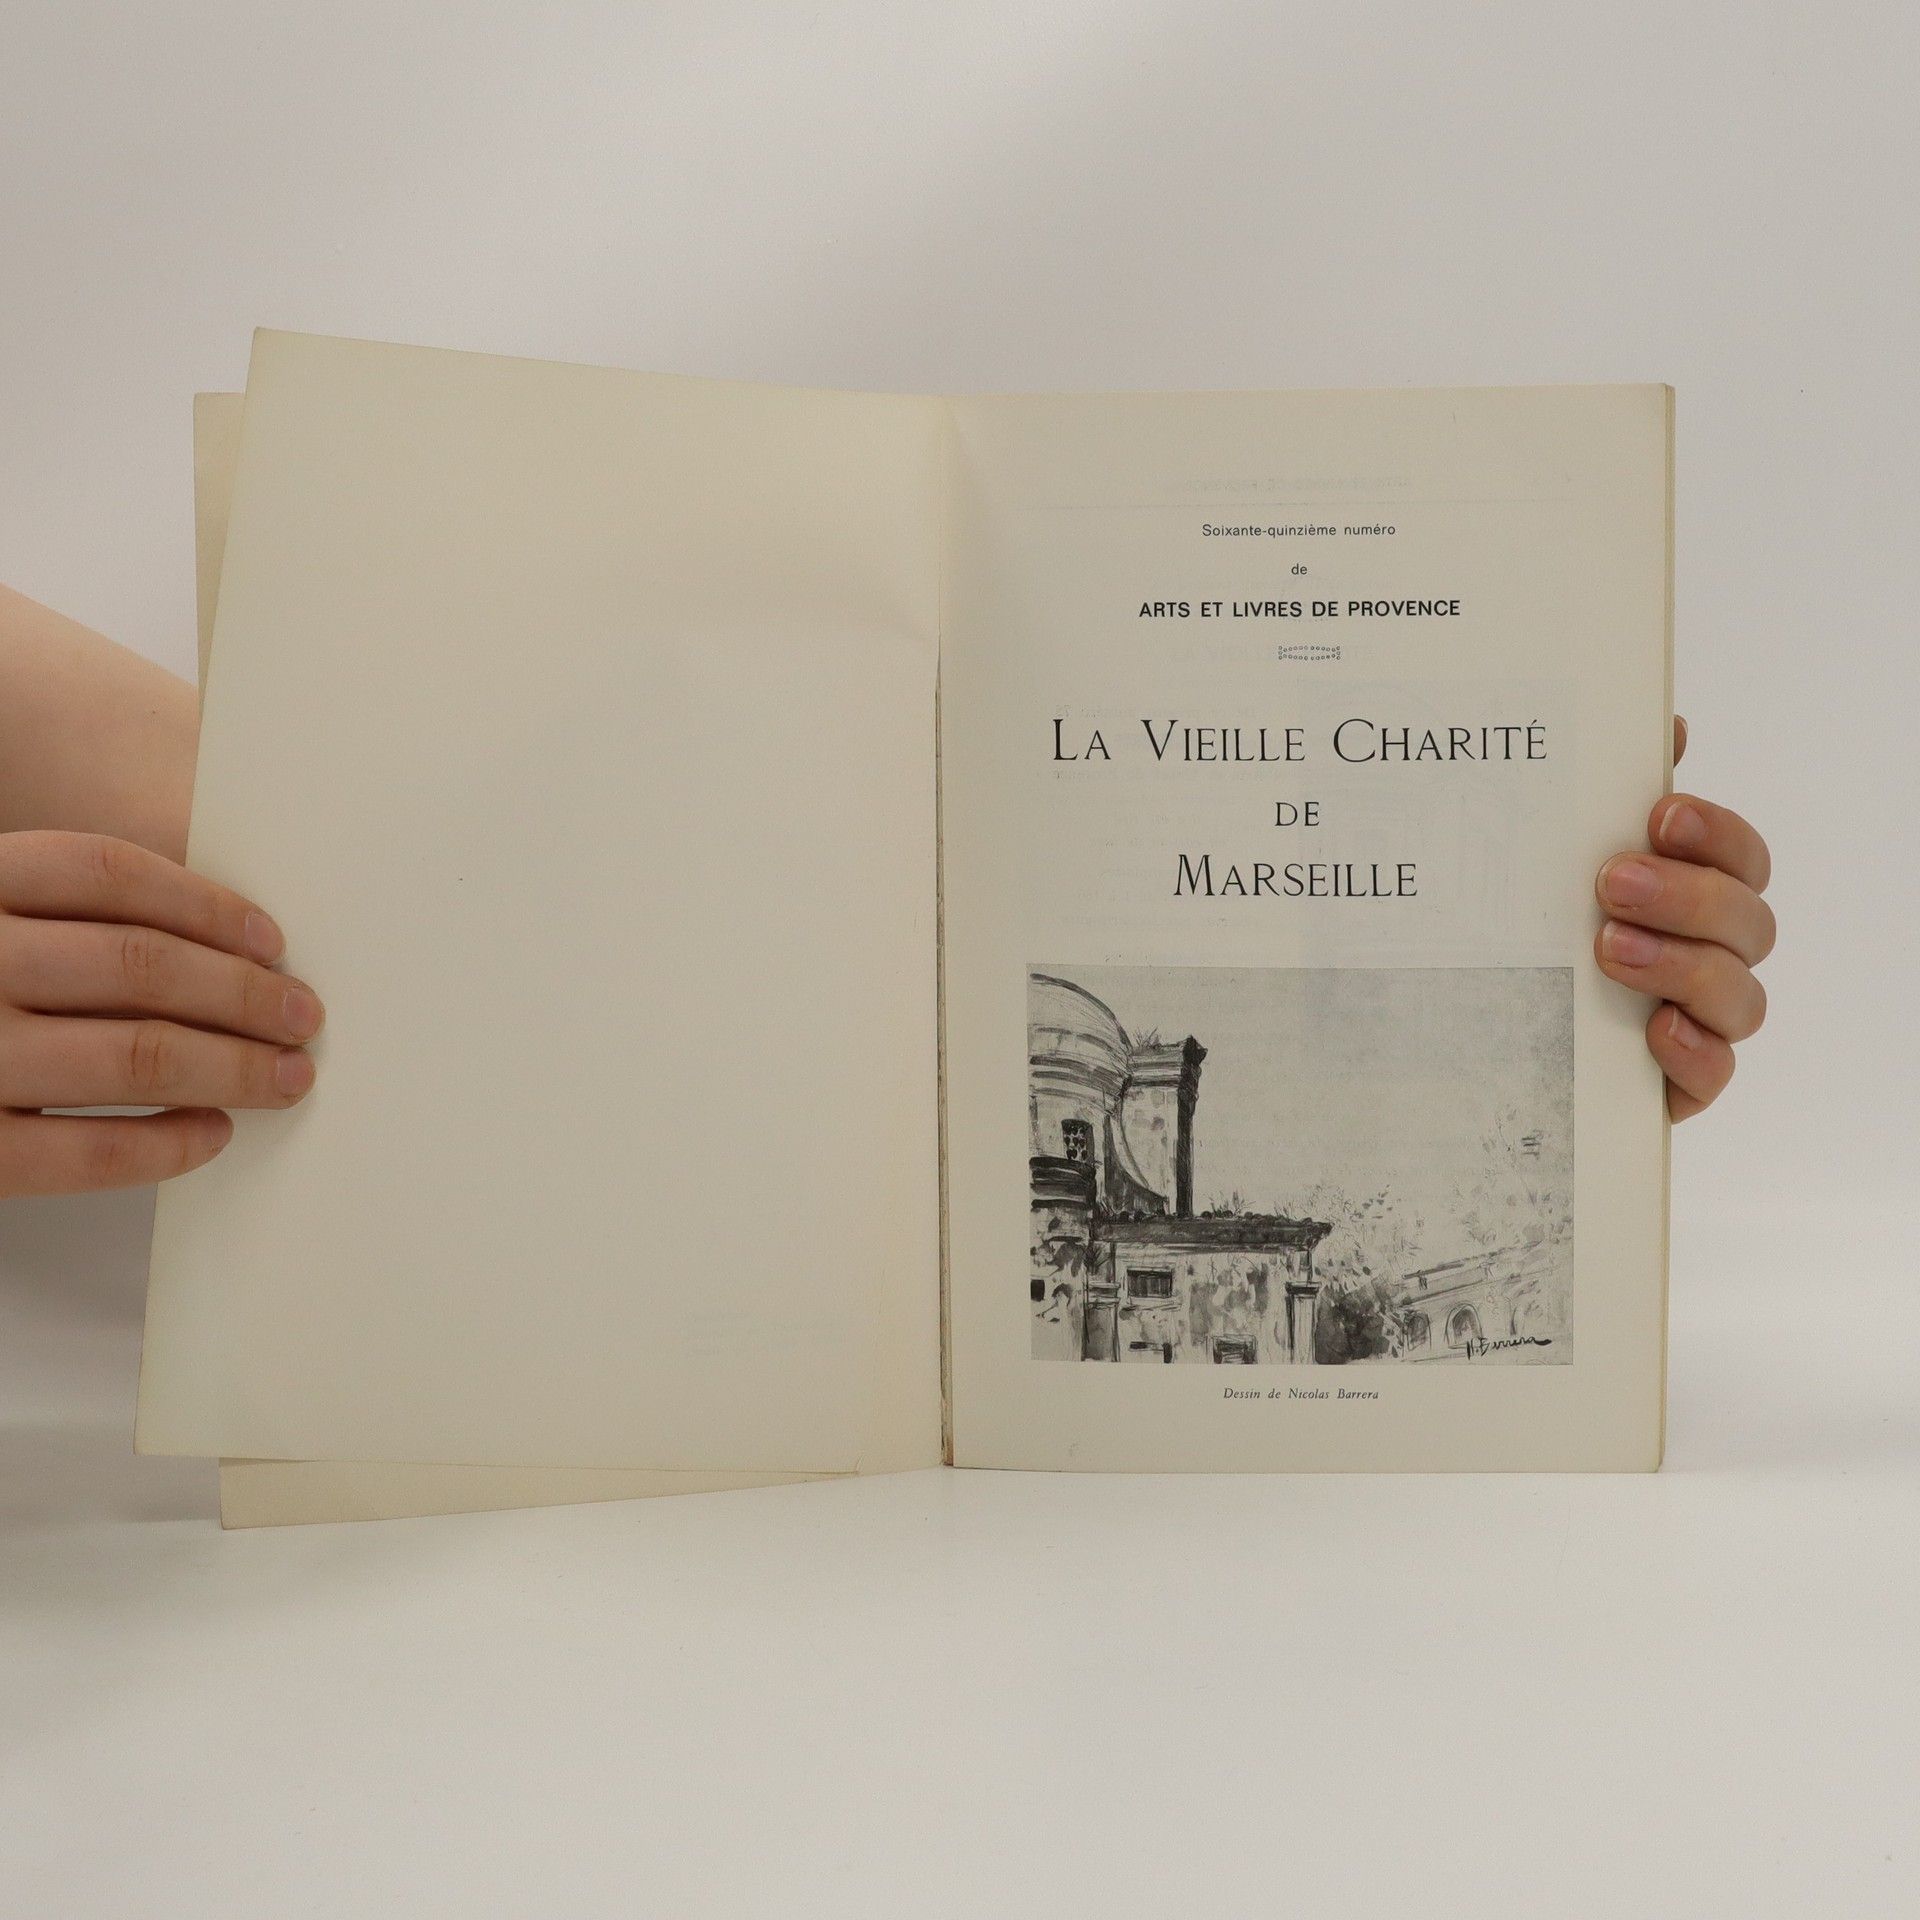 Soixante-quinzième numéro
de
ARTS ET LIVRES DE PROVENCE
LA VIEILLE CHARITÉ
DE
MARSEILLE
N. Barrera
Dessin de Nicolas Barrera